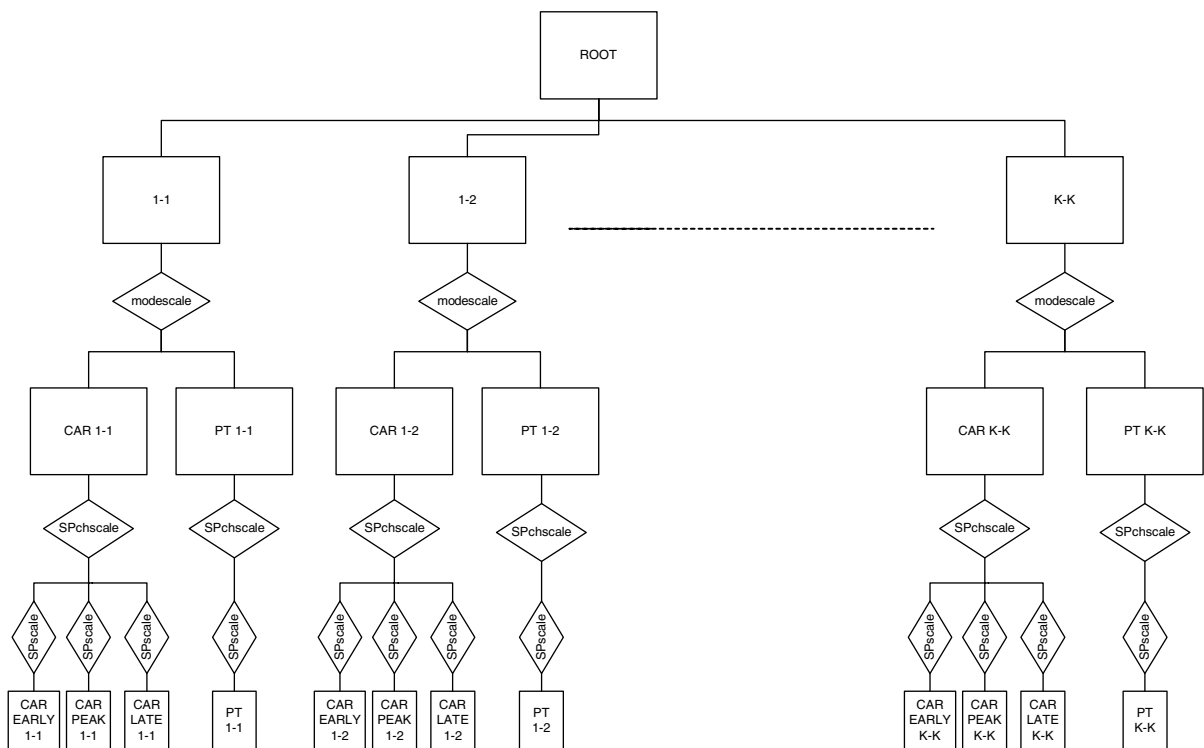 ROOT
1-1
1-2
K-K
modescale
modescale
modescale
CAR 1-1
PT 1-1
CAR 1-2
PT 1-2
CAR K-K
PT K-K
SPchscale
SPchscale
SPchscale
SPchscale
SPchscale
SPchscale
SPscale
SPscale
SPscale
SPscale
SPscale
SPscale
SPscale
SPscale
SPscale
SPscale
SPscale
SPscale
CAR
EARLY
1-1
CAR
PEAK
1-1
CAR
LATE
1-1
PT
1-1
CAR
EARLY
1-2
CAR
PEAK
1-2
CAR
LATE
1-2
PT
1-2
CAR
EARLY
K-K
CAR
PEAK
K-K
CAR
LATE
K-K
PT
K-K